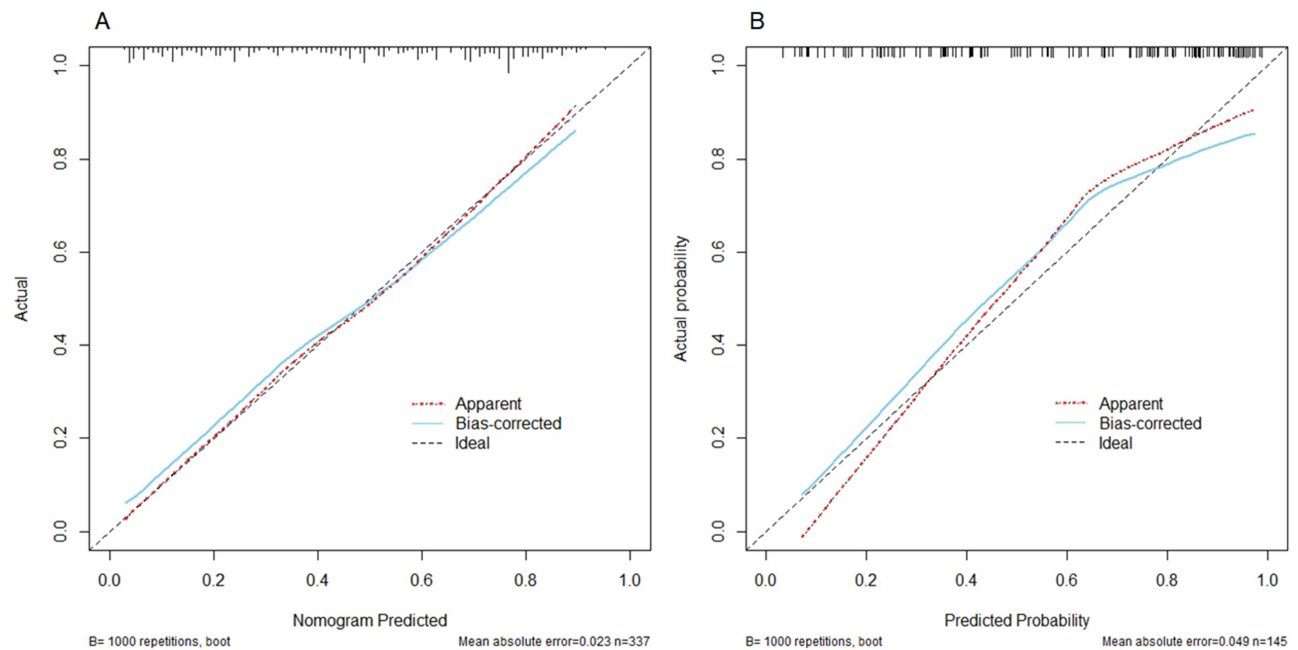 A
1.0
0.8
0.6
0.4
0.2
0.0
Actual
Apparent
Bias-corrected
Ideal
0.0 0.2 0.4 0.6 0.8 1.0
Nomogram Predicted
B= 1000 repetitions, boot
Mean absolute error=0.023 n=337
B
1.0
0.8
0.6
0.4
0.2
0.0
Actual probability
Apparent
Bias-corrected
Ideal
0.0 0.2 0.4 0.6 0.8 1.0
Predicted Probability
B= 1000 repetitions, boot
Mean absolute error=0.049 n=145